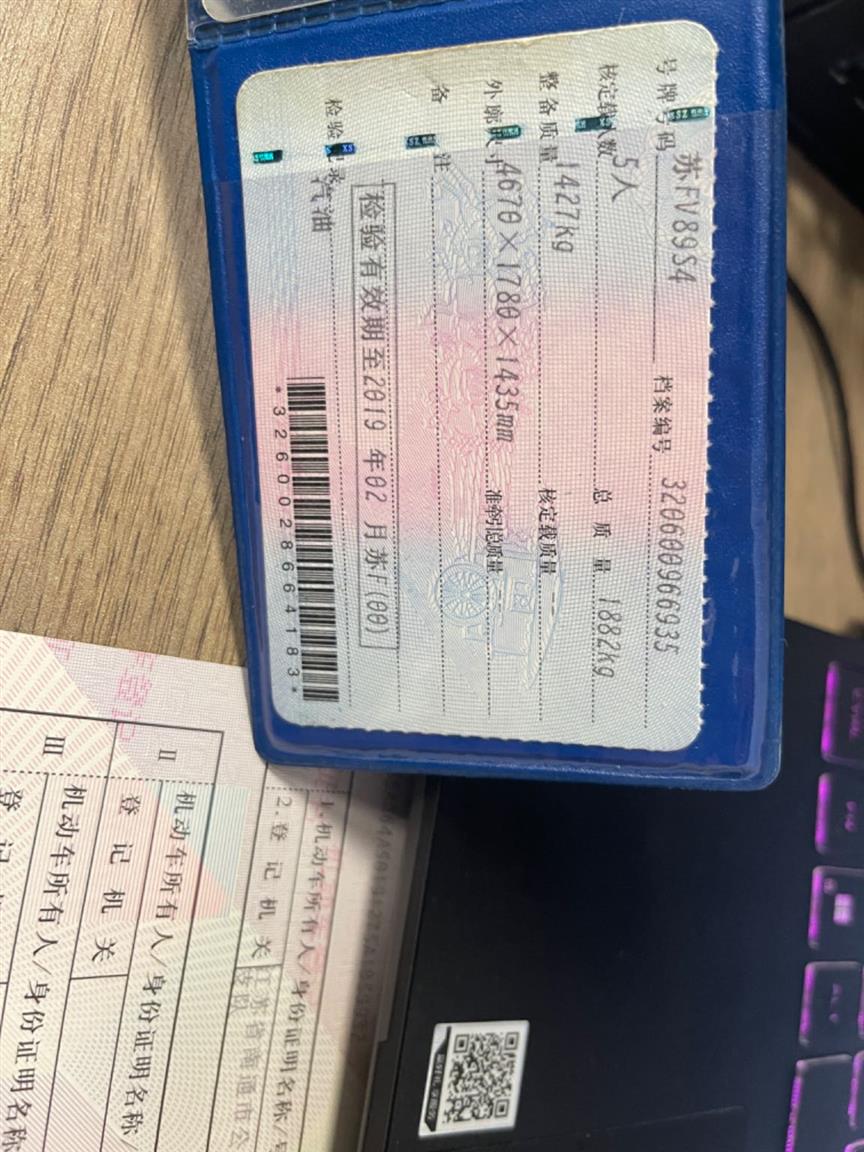 号牌号码 苏FV89S4 档案编号 320600966935
核定载人数 5人 总质量 1882kg
整备质量 1427kg 核定载质量 --
外廓尺寸 4670×1780×1435mm 准牵引总质量 --
备注
检验有效期至2019年02月苏F(00)
检验记录
汽油
*3260028664183*
1.机动车所有人/身份证明名称/
2.登记机关 江苏省南通市公
II 机动车所有人/身份证明名称/
登记机关
III 机动车所有人/身份证明名称
登记